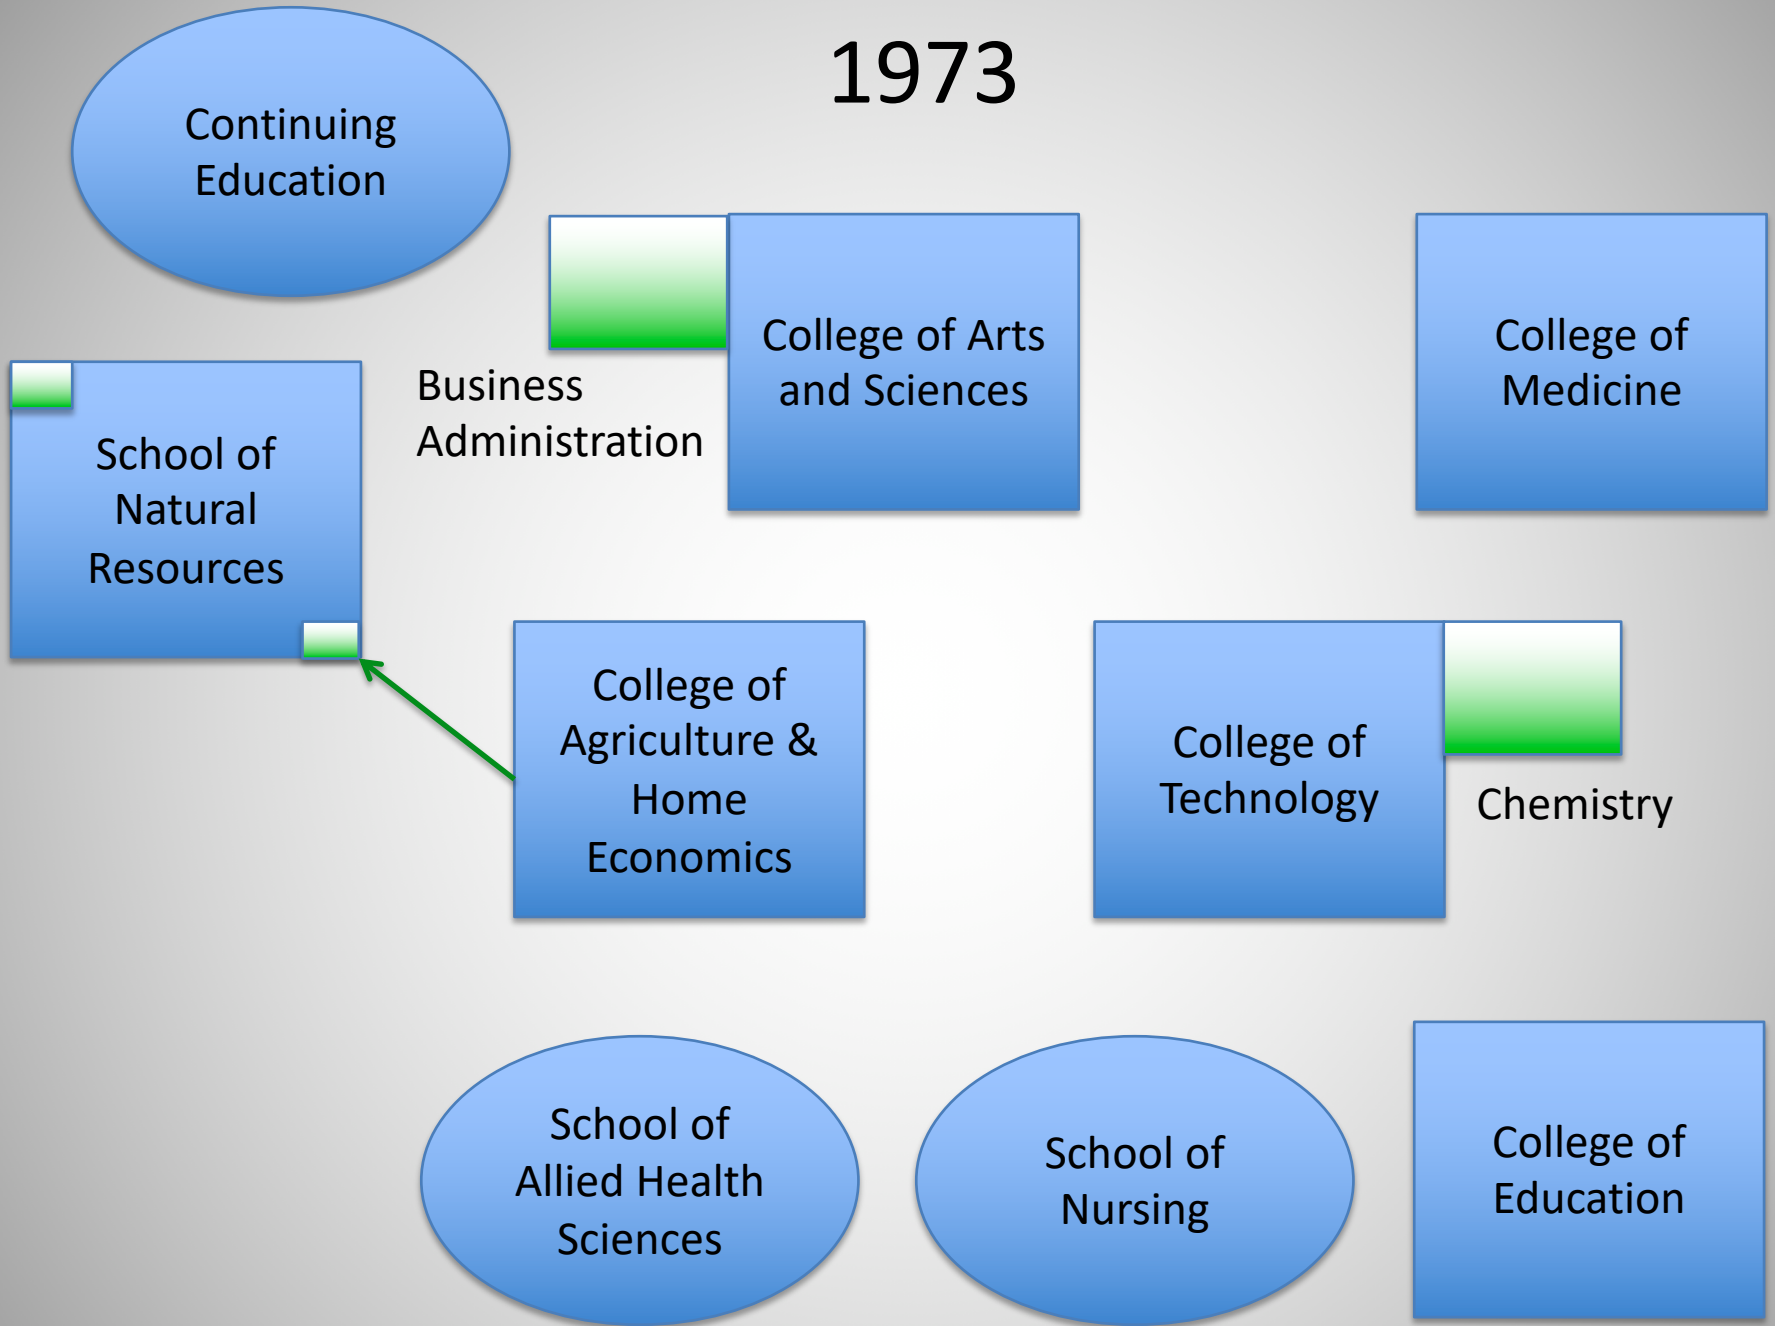 1973
Continuing
Education
College of Arts
and Sciences
College of
Medicine
Business
Administration
School of
Natural
Resources
College of
Agriculture &
Home
Economics
College of
Technology
Chemistry
School of
Allied Health
Sciences
School of
Nursing
College of
Education